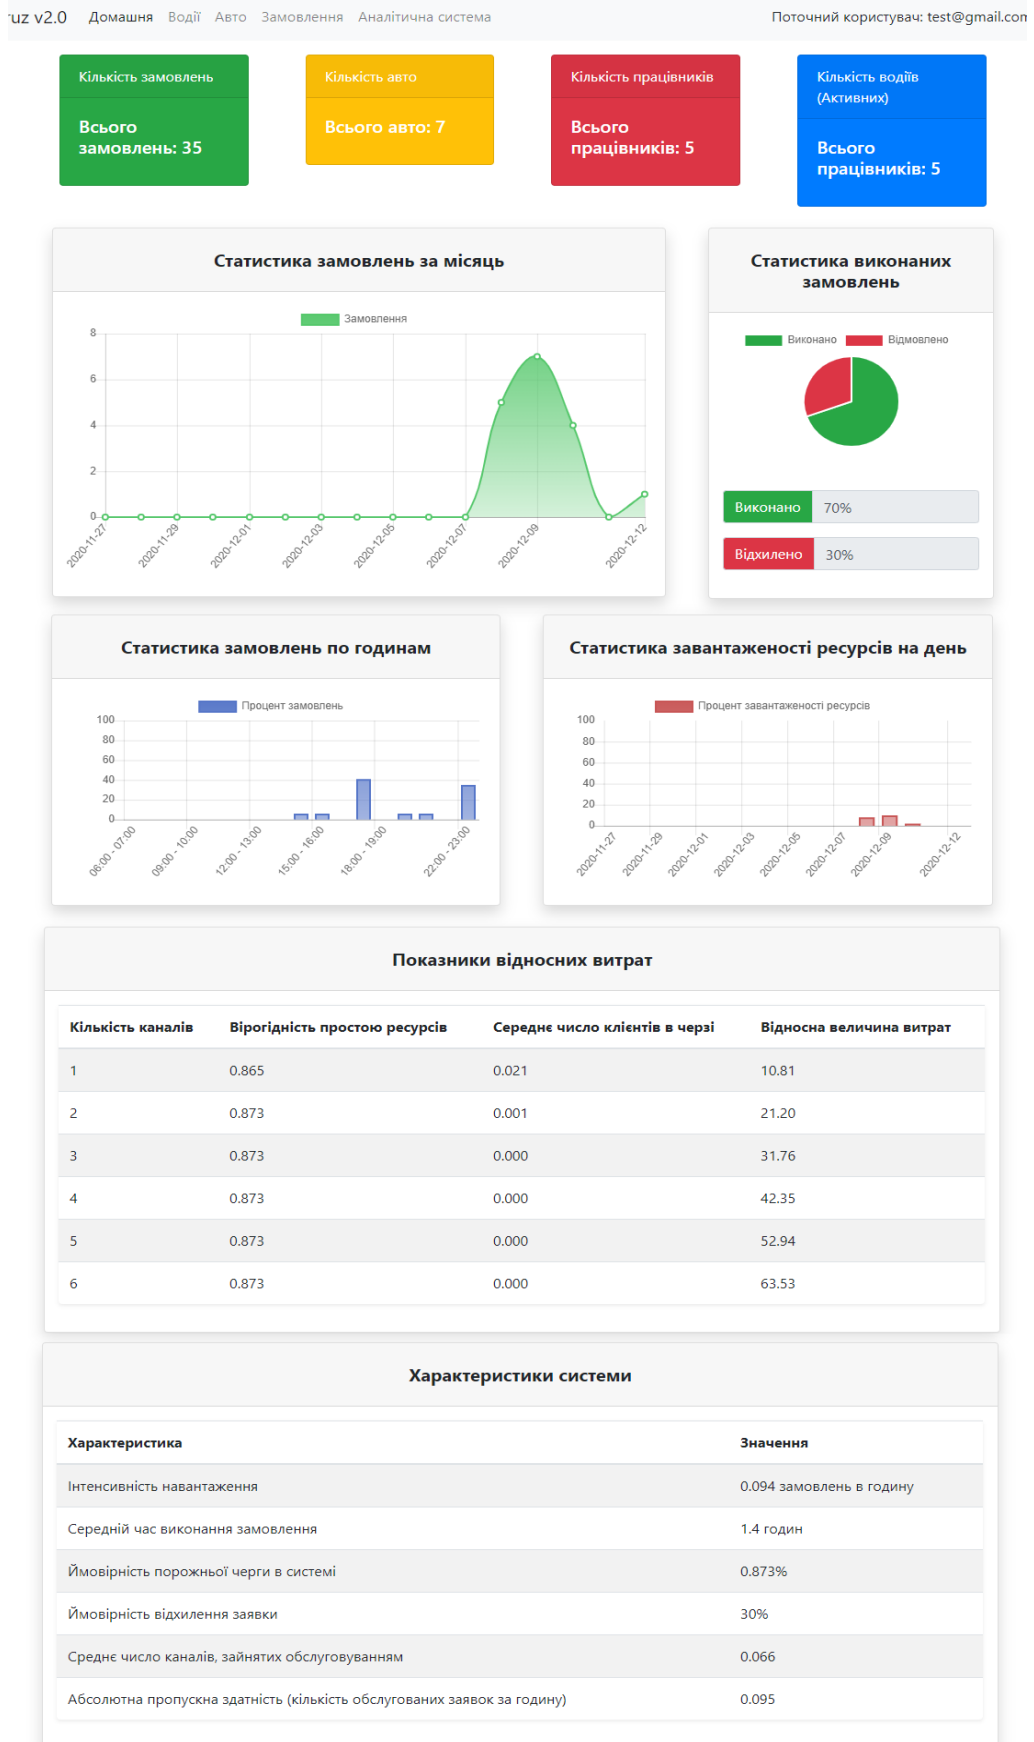 ruz v2.0 Домашня Водії Авто Замовлення Аналітична система Поточний користувач: test@gmail.com
Кількість замовлень
Всього
замовлень: 35
Кількість авто
Всього авто: 7
Кількість працівників
Всього
працівників: 5
Кількість водіїв
(Активних)
Всього
працівників: 5
Статистика замовлень за місяць
Замовлення
8
6
4
2
0
2020-11-27
2020-11-29
2020-12-01
2020-12-03
2020-12-05
2020-12-07
2020-12-09
2020-12-12
Статистика виконаних
замовлень
Виконано Відмовлено
Виконано 70%
Відхилено 30%
Статистика замовлень по годинам
Процент замовлень
100
80
60
40
20
0
06:00 - 07:00
09:00 - 10:00
12:00 - 13:00
15:00 - 16:00
18:00 - 19:00
22:00 - 23:00
Статистика завантаженості ресурсів на день
Процент завантаженості ресурсів
100
80
60
40
20
0
2020-11-27
2020-11-29
2020-12-01
2020-12-03
2020-12-05
2020-12-07
2020-12-09
2020-12-12
Показники відносних витрат
Кількість каналів Вірогідність простою ресурсів Середнє число клієнтів в черзі Відносна величина витрат
1 0.865 0.021 10.81
2 0.873 0.001 21.20
3 0.873 0.000 31.76
4 0.873 0.000 42.35
5 0.873 0.000 52.94
6 0.873 0.000 63.53
Характеристики системи
Характеристика Значення
Інтенсивність навантаження 0.094 замовлень в годину
Середній час виконання замовлення 1.4 годин
Ймовірність порожньої черги в системі 0.873%
Ймовірність відхилення заявки 30%
Среднє число каналів, зайнятих обслуговуванням 0.066
Абсолютна пропускна здатність (кількість обслугованих заявок за годину) 0.095